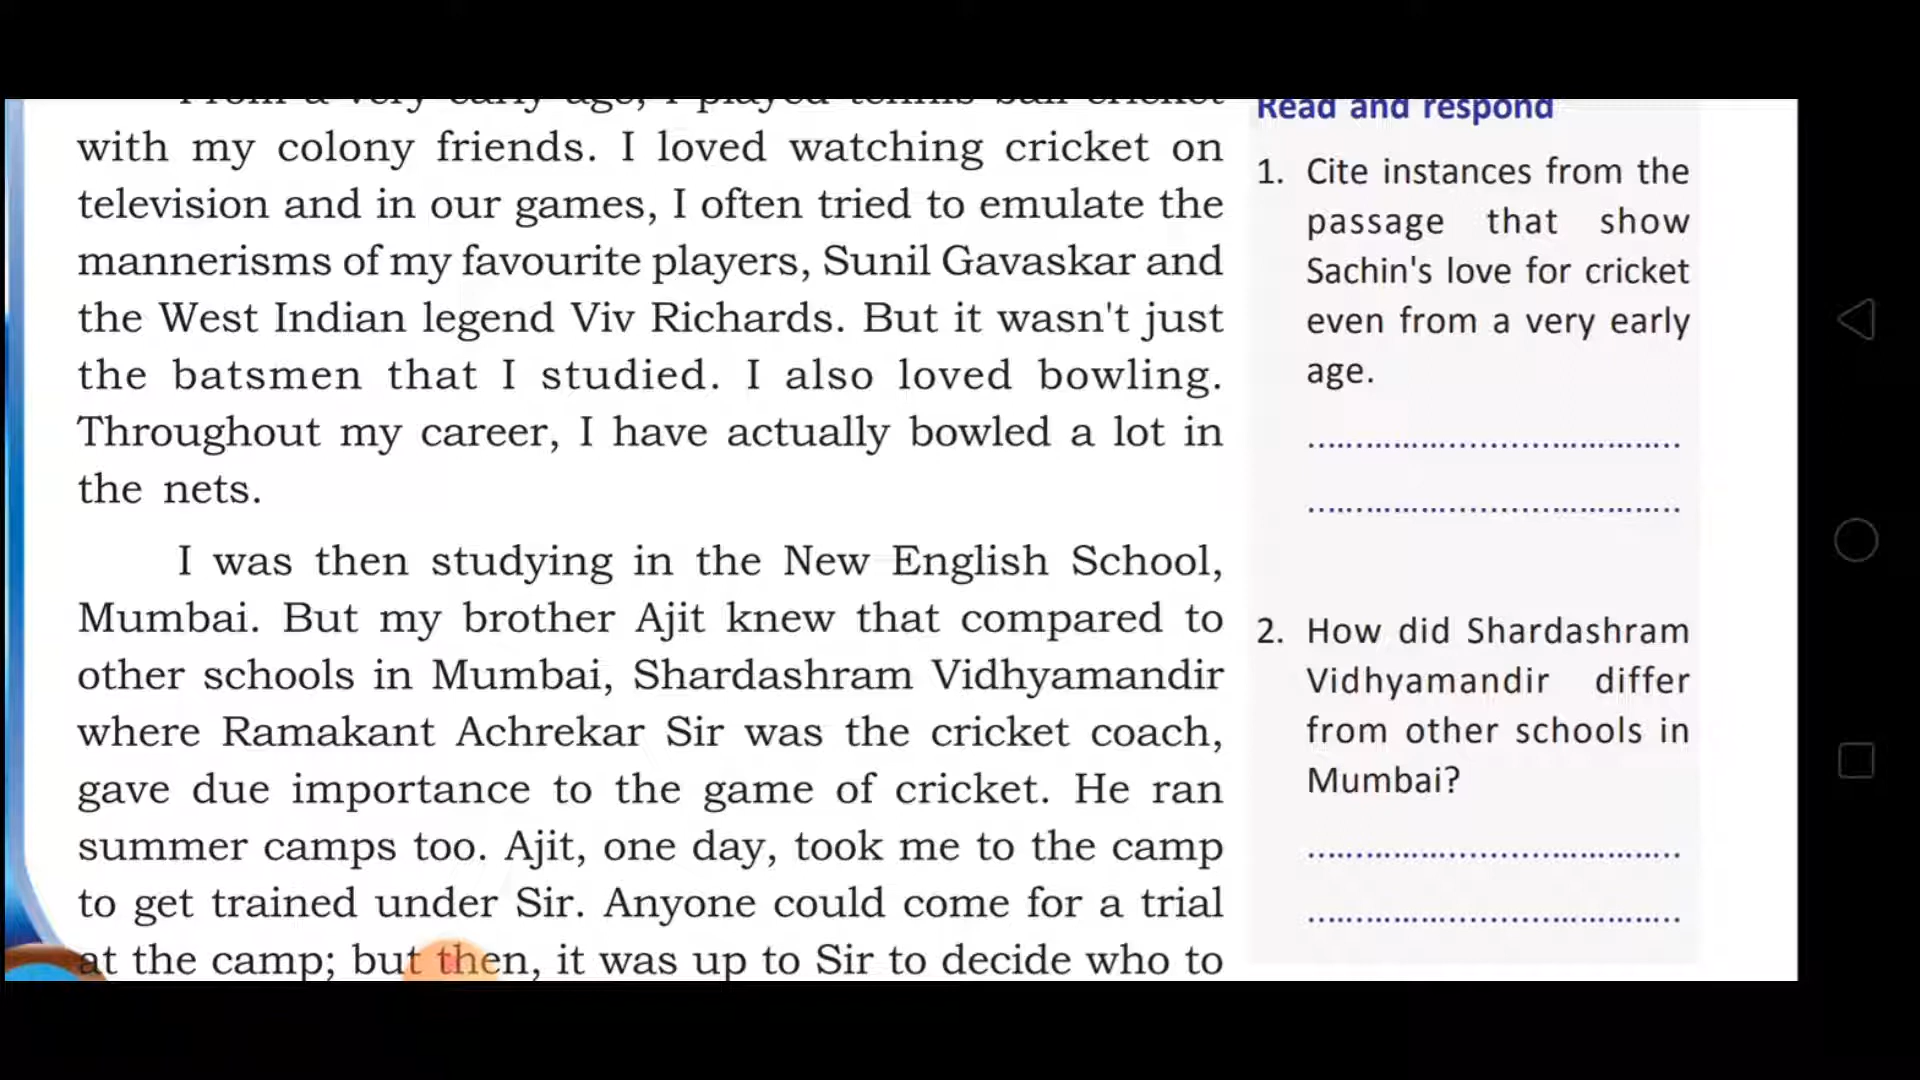 From a very early age, I played tennis ball cricket
with my colony friends. I loved watching cricket on
television and in our games, I often tried to emulate the
mannerisms of my favourite players, Sunil Gavaskar and
the West Indian legend Viv Richards. But it wasn't just
the batsmen that I studied. I also loved bowling.
Throughout my career, I have actually bowled a lot in
the nets.
I was then studying in the New English School,
Mumbai. But my brother Ajit knew that compared to
other schools in Mumbai, Shardashram Vidhyamandir
where Ramakant Achrekar Sir was the cricket coach,
gave due importance to the game of cricket. He ran
summer camps too. Ajit, one day, took me to the camp
to get trained under Sir. Anyone could come for a trial
at the camp; but then, it was up to Sir to decide who to
Read and respond
1. Cite instances from the
passage that show
Sachin's love for cricket
even from a very early
age.
2. How did Shardashram
Vidhyamandir differ
from other schools in
Mumbai?